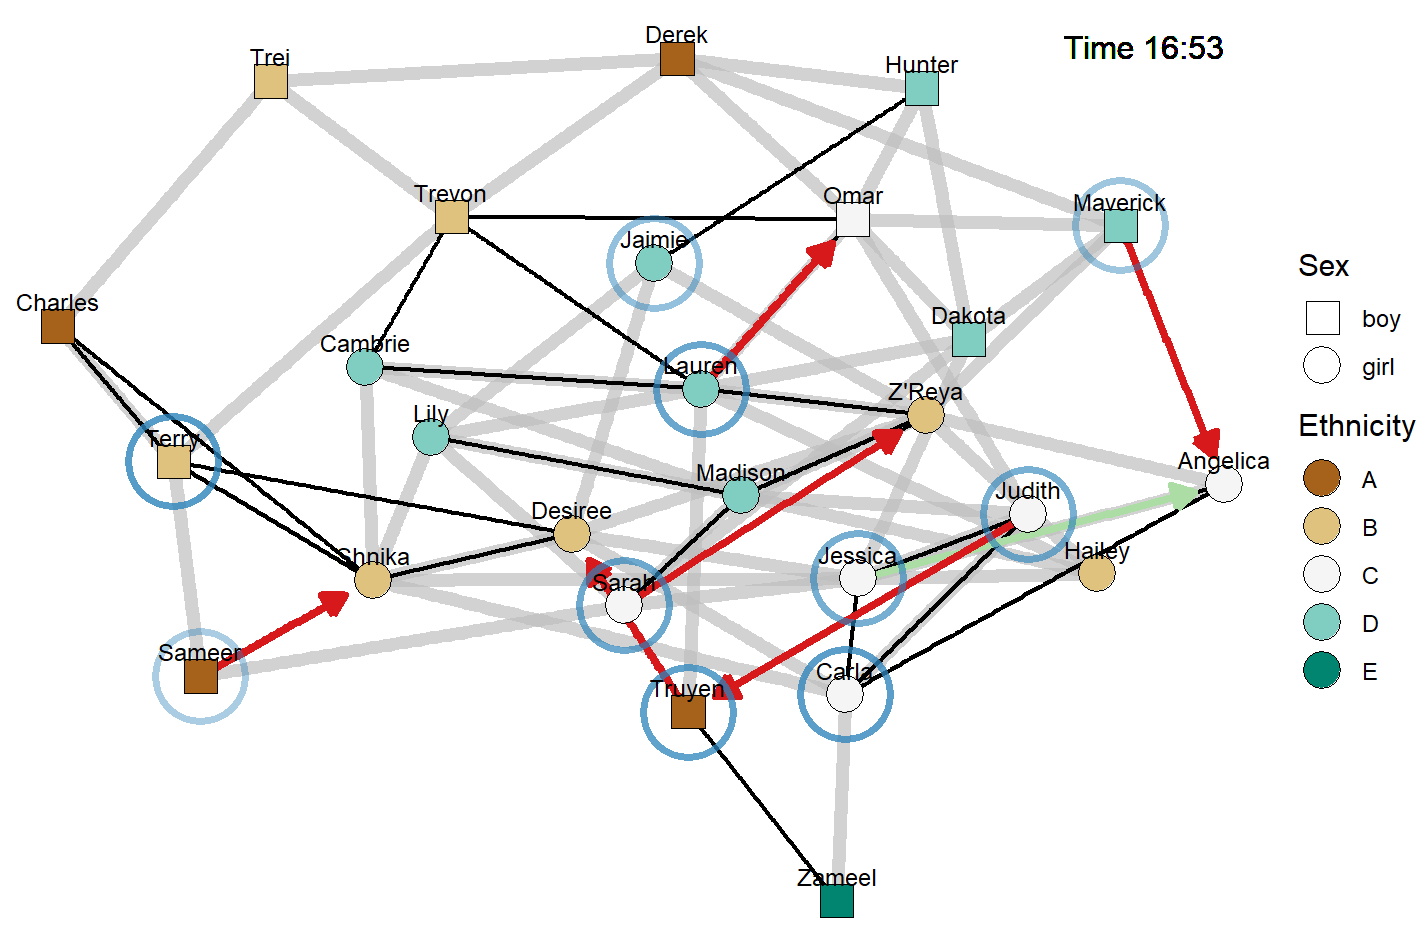 Derek
Time 16:53
Trei
Hunter
Trevon
Omar
Maverick
Jaimie
Charles
Dakota
Cambrie
Lauren
Z'Reya
Lily
Terry
Madison
Angelica
Judith
Desiree
Shnika
Sarah
Jessica
Hailey
Sameer
Truyen
Carla
Zameel
Sex
boy
girl
Ethnicity
A
B
C
D
E